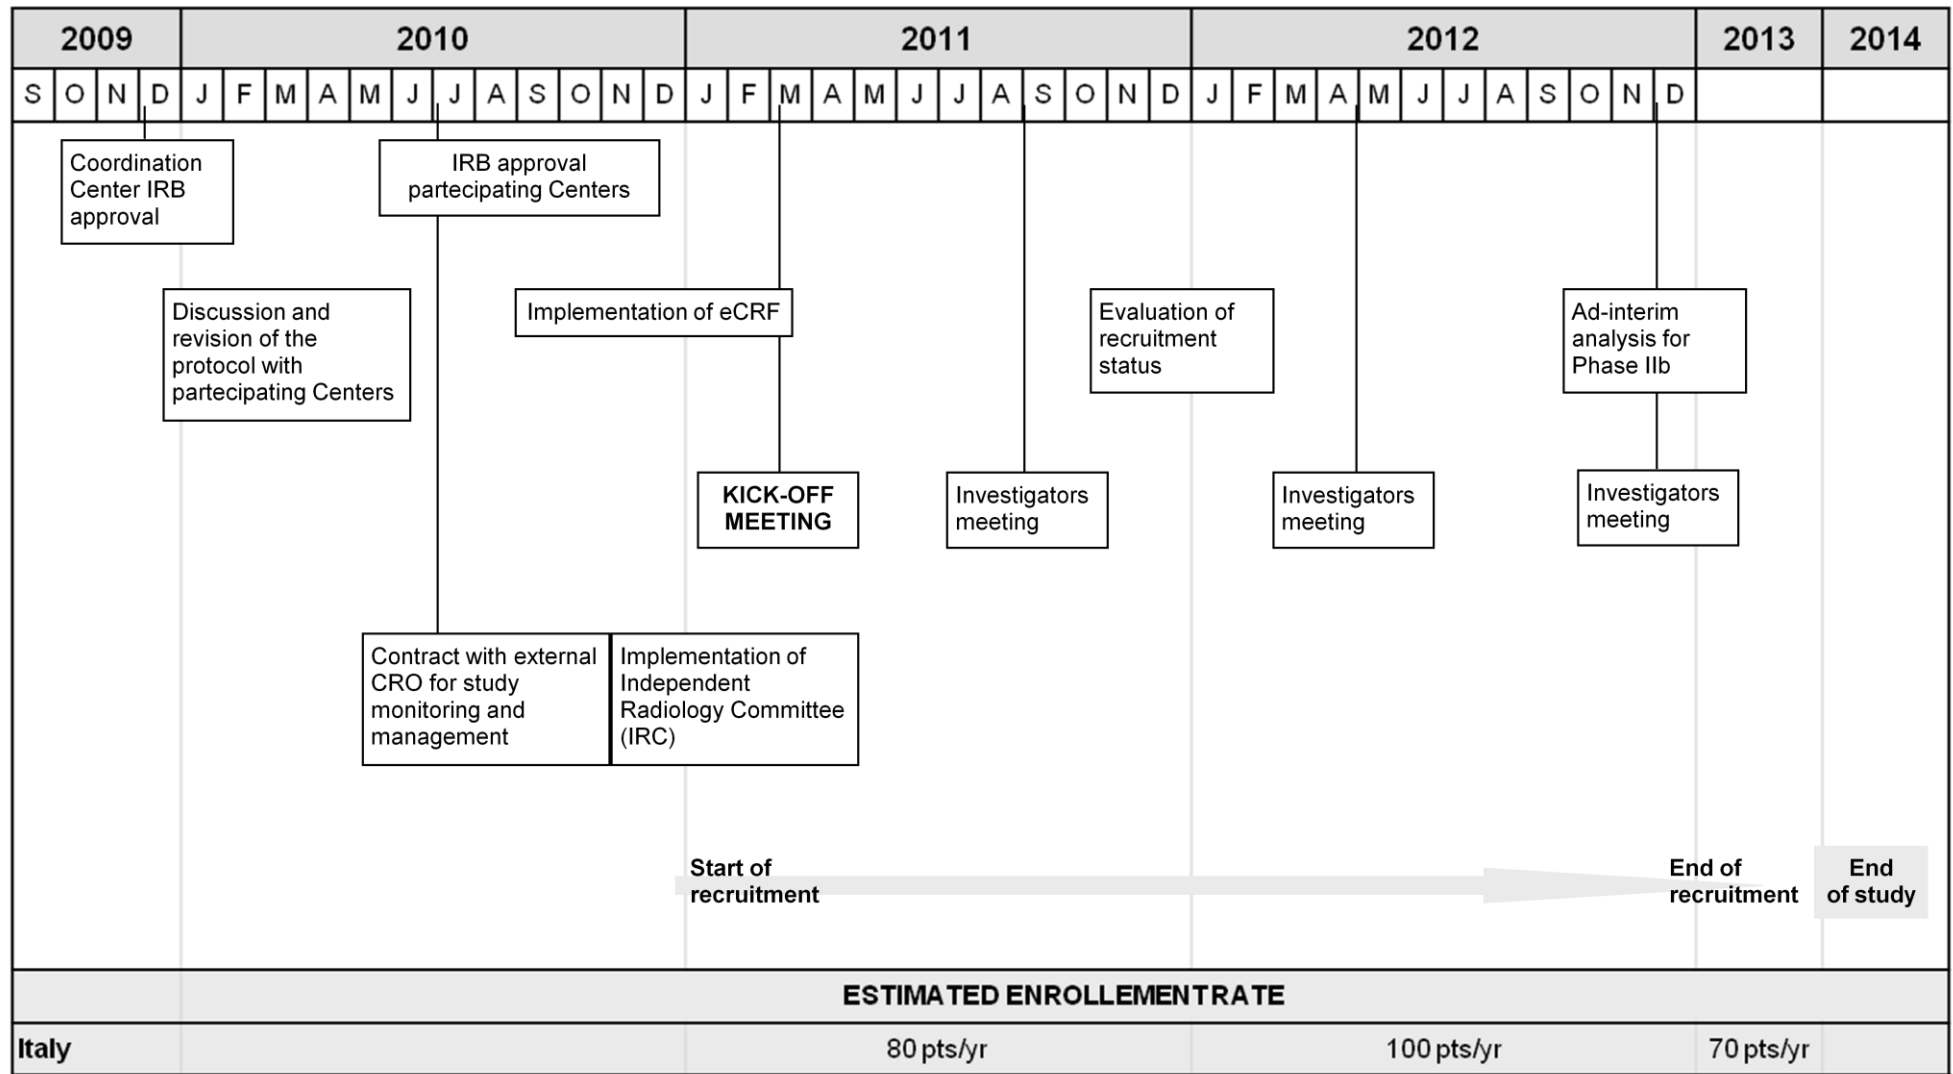 2009 2010 2011 2012 2013 2014
S O N D J F M A M J J A S O N D J F M A M J J A S O N D J F M A M J J A S O N D
Coordination
Center IRB
approval
IRB approval
partecipating Centers
Discussion and
revision of the
protocol with
partecipating Centers
Implementation of eCRF
Evaluation of
recruitment
status
Ad-interim
analysis for
Phase IIb
KICK-OFF
MEETING
Investigators
meeting
Investigators
meeting
Investigators
meeting
Contract with external
CRO for study
monitoring and
management
Implementation of
Independent
Radiology Committee
(IRC)
Start of
recruitment
End of
recruitment
End
of study
ESTIMATED ENROLLEMENT RATE
Italy 80 pts/yr 100 pts/yr 70 pts/yr